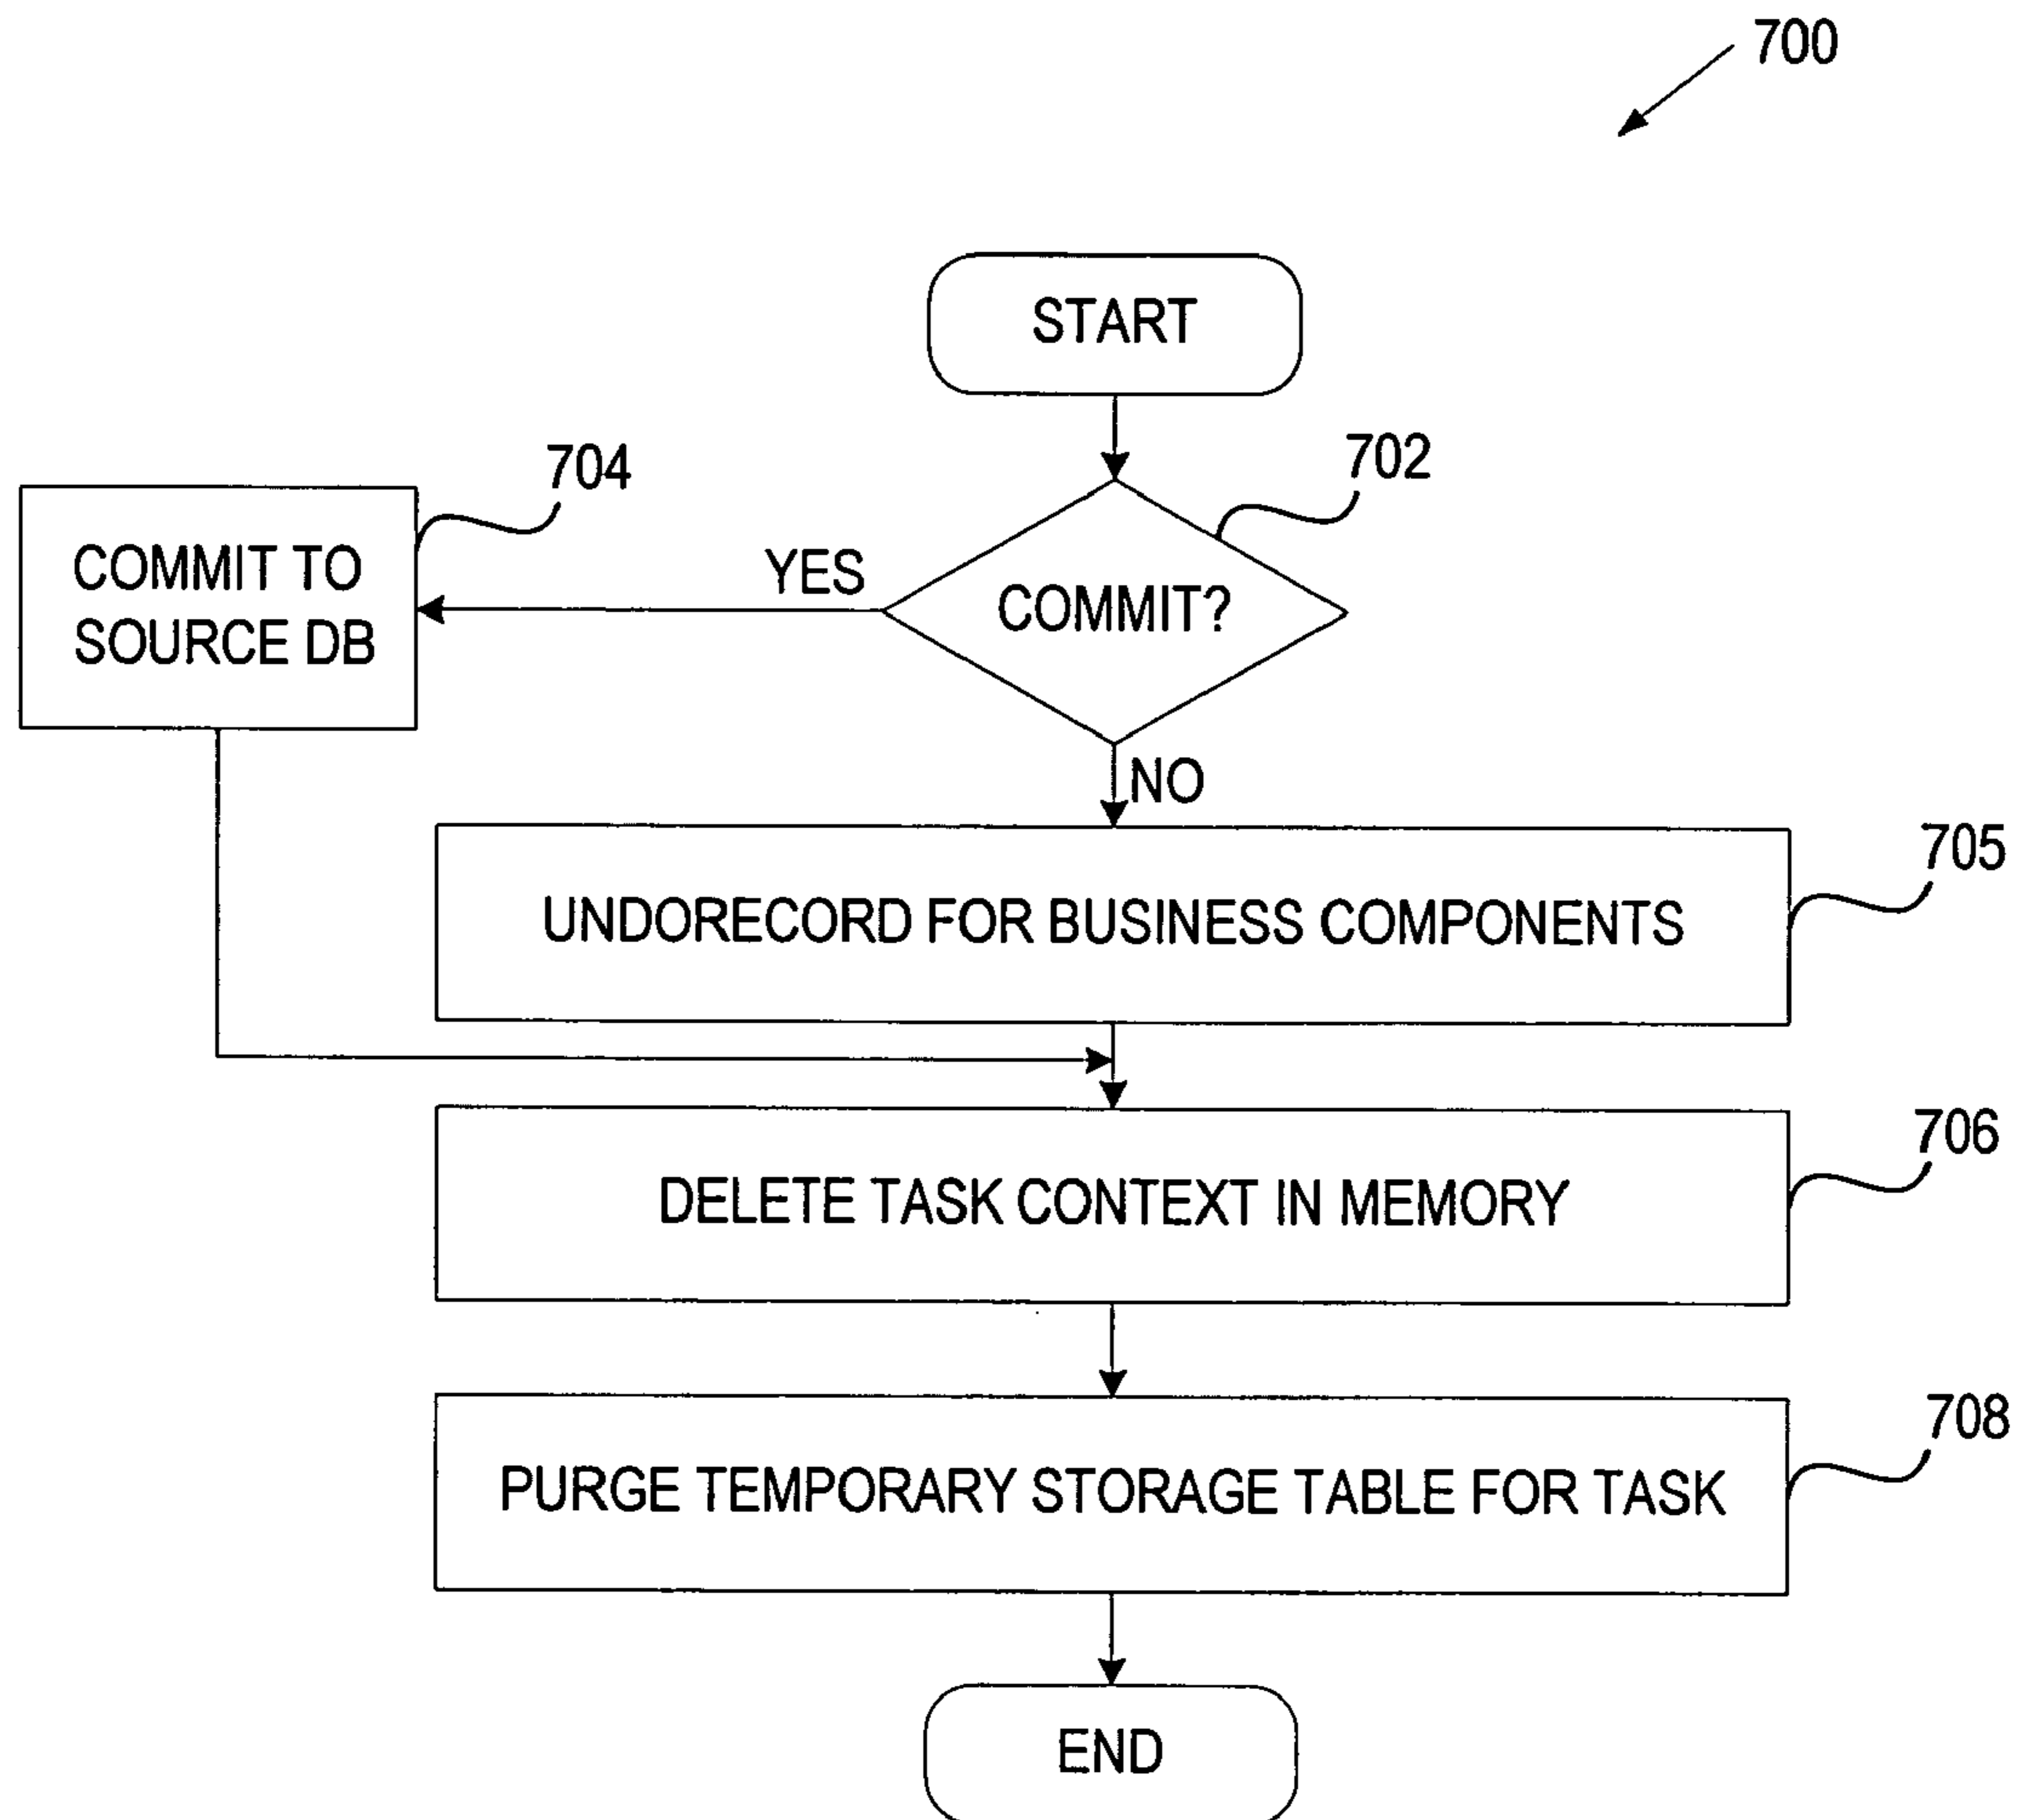 700
START
704
702
COMMIT TO
SOURCE DB
YES
COMMIT?
NO
705
UNDORECORD FOR BUSINESS COMPONENTS
706
DELETE TASK CONTEXT IN MEMORY
708
PURGE TEMPORARY STORAGE TABLE FOR TASK
END